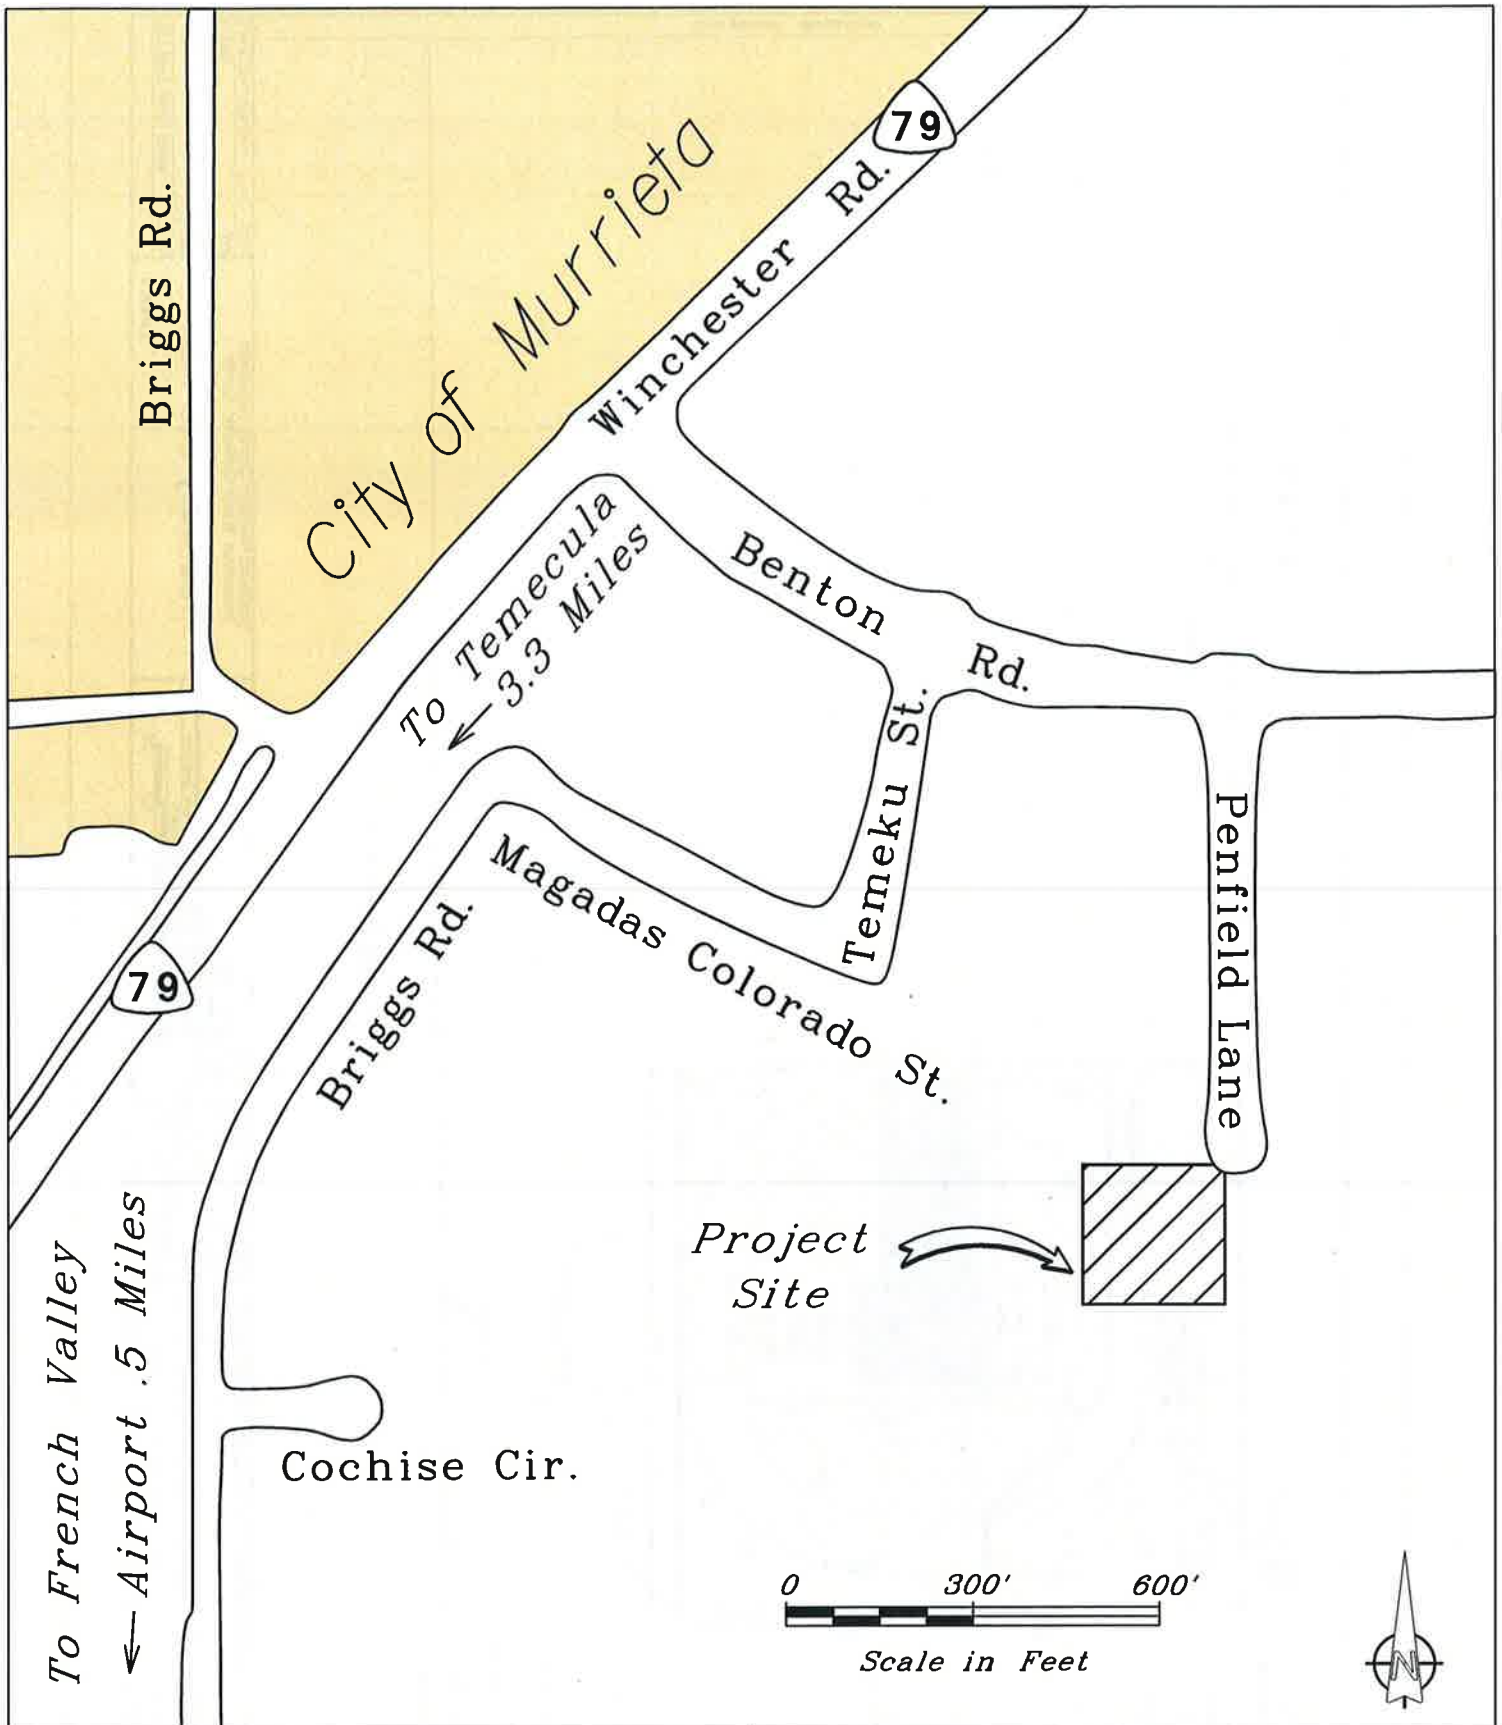 79
Briggs Rd.
City of Murrieta
Winchester Rd.
To Temecula
← 3.3 Miles
Benton Rd.
Temeku St.
Penfield Lane
Magadas Colorado St.
Briggs Rd.
79
Project
Site
To French Valley
← Airport .5 Miles
Cochise Cir.
0 300' 600'
Scale in Feet
N